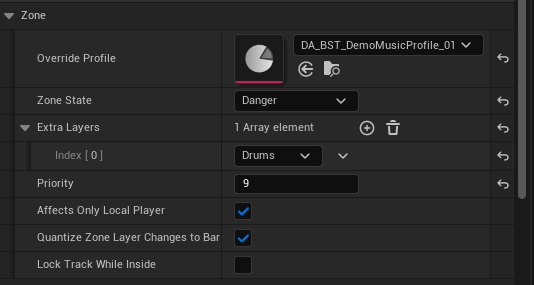 Zone
Override Profile
DA_BST_DemoMusicProfile_01
Zone State
Danger
Extra Layers
1 Array element
Index [ 0 ]
Drums
Priority
9
Affects Only Local Player
Quantize Zone Layer Changes to Bar
Lock Track While Inside